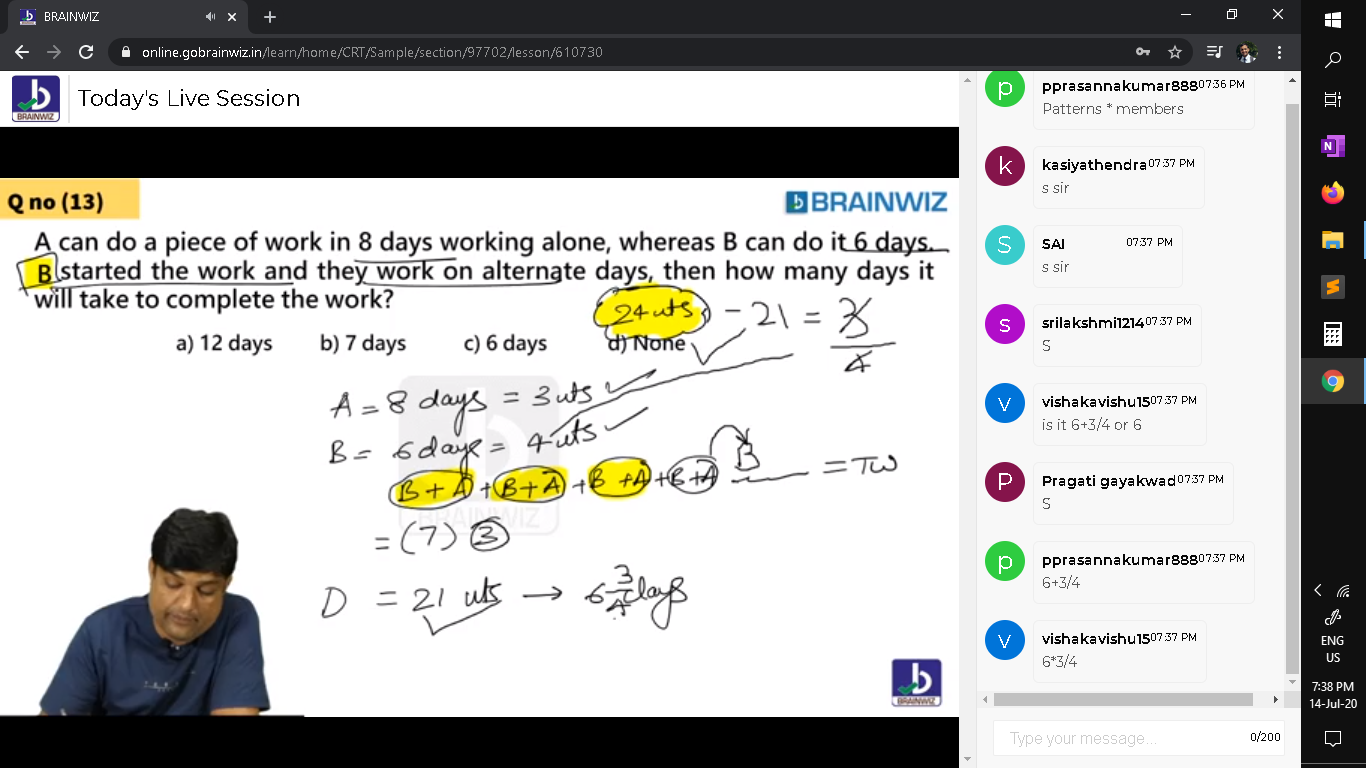 BRAINWIZ
online.gobrainwiz.in/learn/home/CRT/Sample/section/97702/lesson/610730
BRAINWIZ
Today's Live Session
Q no (13)
BRAINWIZ
A can do a piece of work in 8 days working alone, whereas B can do it 6 days.
B started the work and they work on alternate days, then how many days it
will take to complete the work?
24 uts - 21 = 3/4
a) 12 days b) 7 days c) 6 days d) None
A = 8 days = 3 uts
B = 6 days = 4 uts
B
B+A + B+A + B+A + B+A = TW
BRAINWIZ
= (7) 3
D = 21 uts → 6 3/4 days
BRAINWIZ
p
pprasannakumar888 07:36 PM
Patterns * members
k
kasiyathendra 07:37 PM
s sir
S
SAI 07:37 PM
s sir
s
srilakshmi1214 07:37 PM
S
v
vishakavishu15 07:37 PM
is it 6+3/4 or 6
P
Pragati gayakwad 07:37 PM
S
p
pprasannakumar888 07:37 PM
6+3/4
v
vishakavishu15 07:37 PM
6*3/4
Type your message... 0/200
N
S
ENG
US
7:38 PM
14-Jul-20